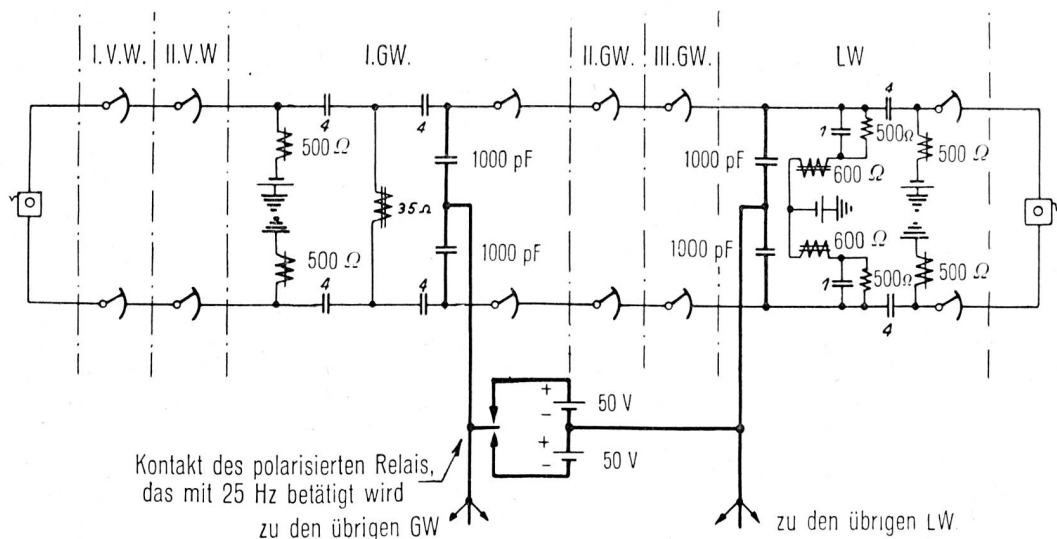 I.V.W. II.V.W I.GW. II.GW. III.GW. LW
4 4 4
500 Ω 1000 pF 1000 pF 1 500Ω 500 Ω
600 Ω
35Ω
500 Ω 1000 pF 1000 pF 600 Ω
1 500Ω 500 Ω
4 4 4
+ 50 V
−
+
− 50 V
Kontakt des polarisierten Relais,
das mit 25 Hz betätigt wird
zu den übrigen GW
zu den übrigen LW.